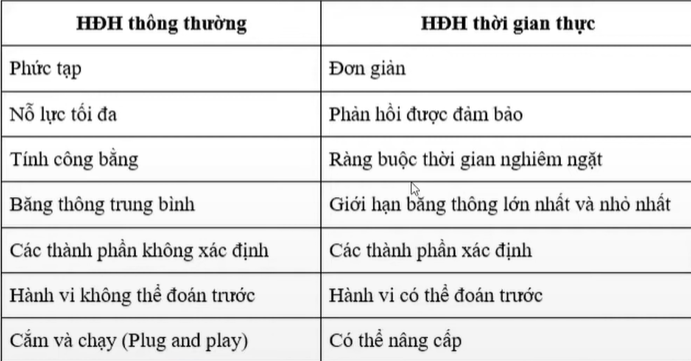 HĐH thông thường	HĐH thời gian thực
Phức tạp	Đơn giản
Nỗ lực tối đa	Phản hồi được đảm bảo
Tính công bằng	Ràng buộc thời gian nghiêm ngặt
Băng thông trung bình	Giới hạn băng thông lớn nhất và nhỏ nhất
Các thành phần không xác định	Các thành phần xác định
Hành vi không thể đoán trước	Hành vi có thể đoán trước
Cắm và chạy (Plug and play)	Có thể nâng cấp